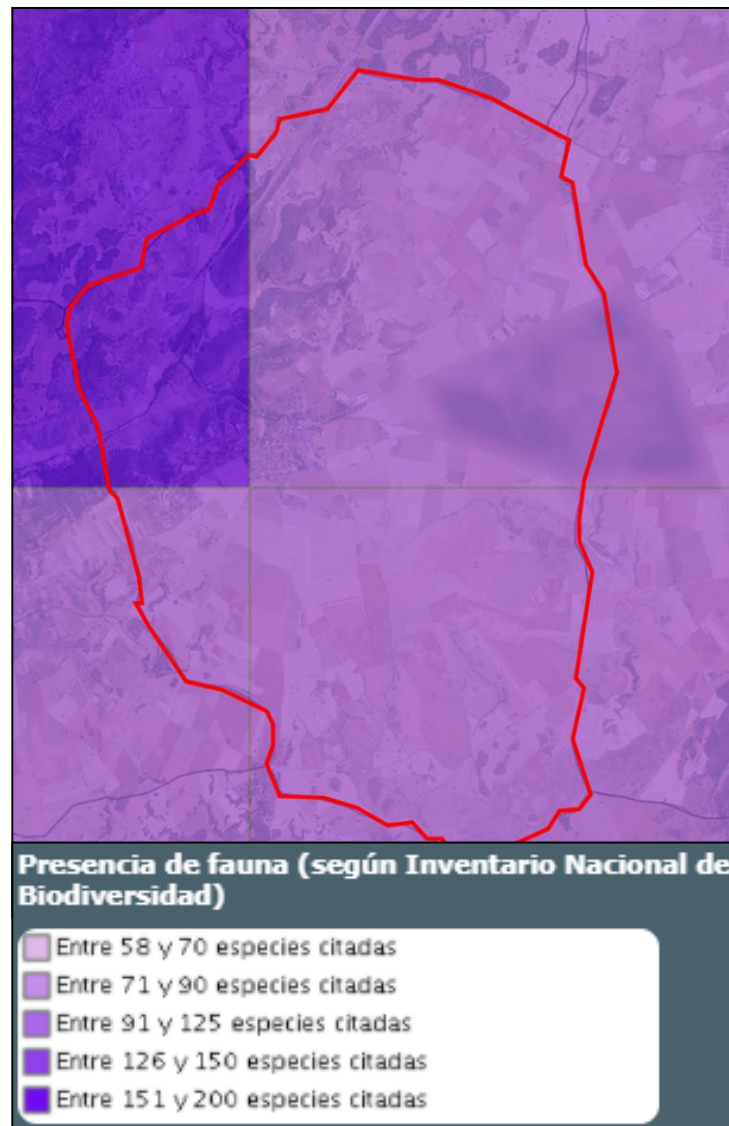 Presencia de fauna (según Inventario Nacional de
Biodiversidad)
Entre 58 y 70 especies citadas
Entre 71 y 90 especies citadas
Entre 91 y 125 especies citadas
Entre 126 y 150 especies citadas
Entre 151 y 200 especies citadas